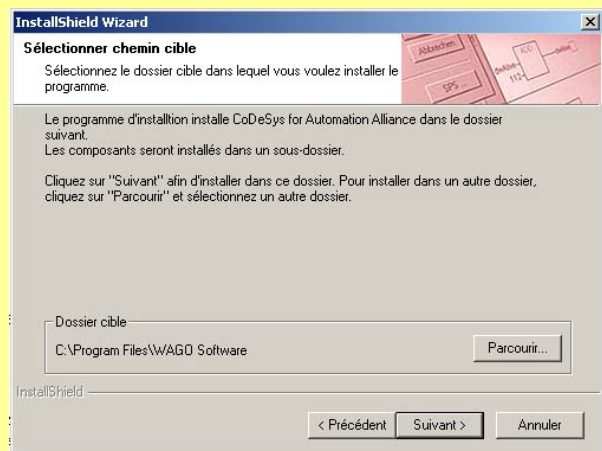 InstallShield Wizard
Sélectionner chemin cible
Sélectionnez le dossier cible dans lequel vous voulez installer le
programme.
Abbrechen
SPS...
ADD
Le programme d'installtion installe CoDeSys for Automation Alliance dans le dossier
suivant.
Les composants seront installés dans un sous-dossier.
Cliquez sur "Suivant" afin d'installer dans ce dossier. Pour installer dans un autre dossier,
cliquez sur "Parcourir" et sélectionnez un autre dossier.
Dossier cible
C:\Program Files\WAGO Software
Parcourir...
InstallShield
< Précédent
Suivant >
Annuler